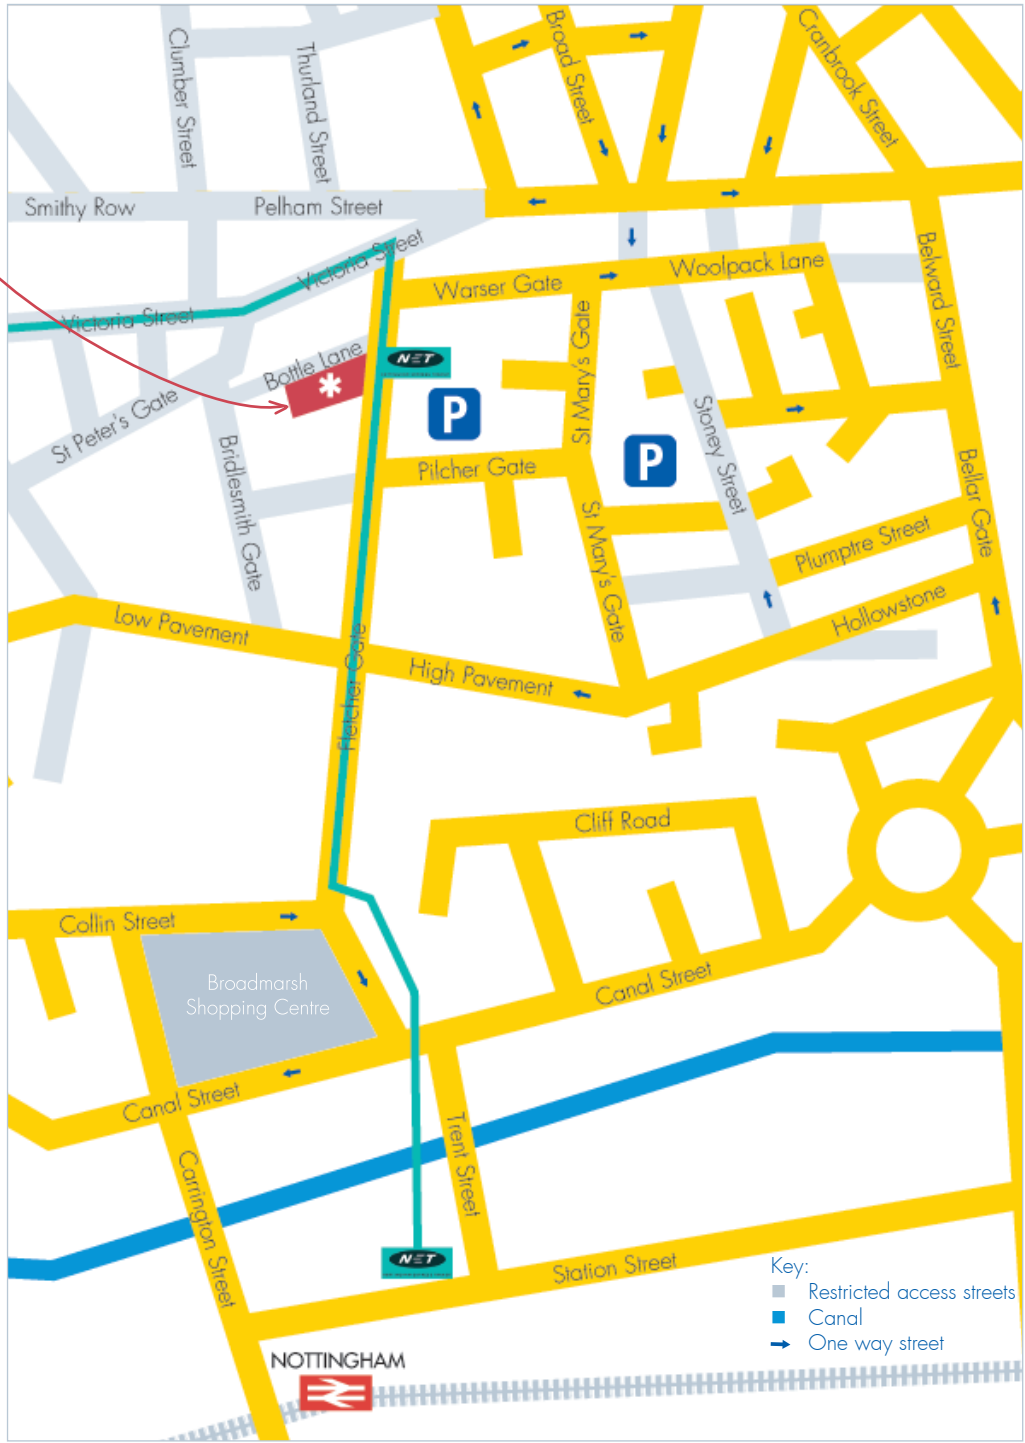 Clumber Street
Thurland Street
Broad Street
Cranbrook Street
Smithy Row
Pelham Street
Victoria Street
Victoria Street
Warser Gate
Woolpack Lane
Belward Street
St Mary's Gate
Bottle Lane
*
NET
P
P
St Peter's Gate
Bridlesmith Gate
Stoney Street
Pilcher Gate
St Mary's Gate
Bellar Gate
Plumptre Street
Hollowstone
Low Pavement
Fletcher Gate
High Pavement
Cliff Road
Collin Street
Broadmarsh
Shopping Centre
Canal Street
Canal Street
Trent Street
Carrington Street
NET
Station Street
Key:
Restricted access streets
Canal
One way street
NOTTINGHAM